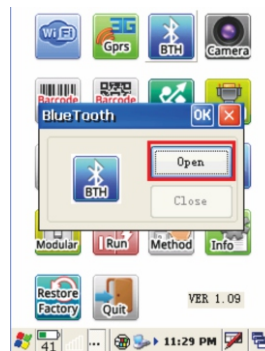 WiFi
3G
Gprs
BTH
Camera
Barcode
Barcode
BlueTooth
OK
BTH
Open
Close
Modular
Run
Method
Info
Restore
Factory
Quit
VER 1.09
41
...
11:29 PM